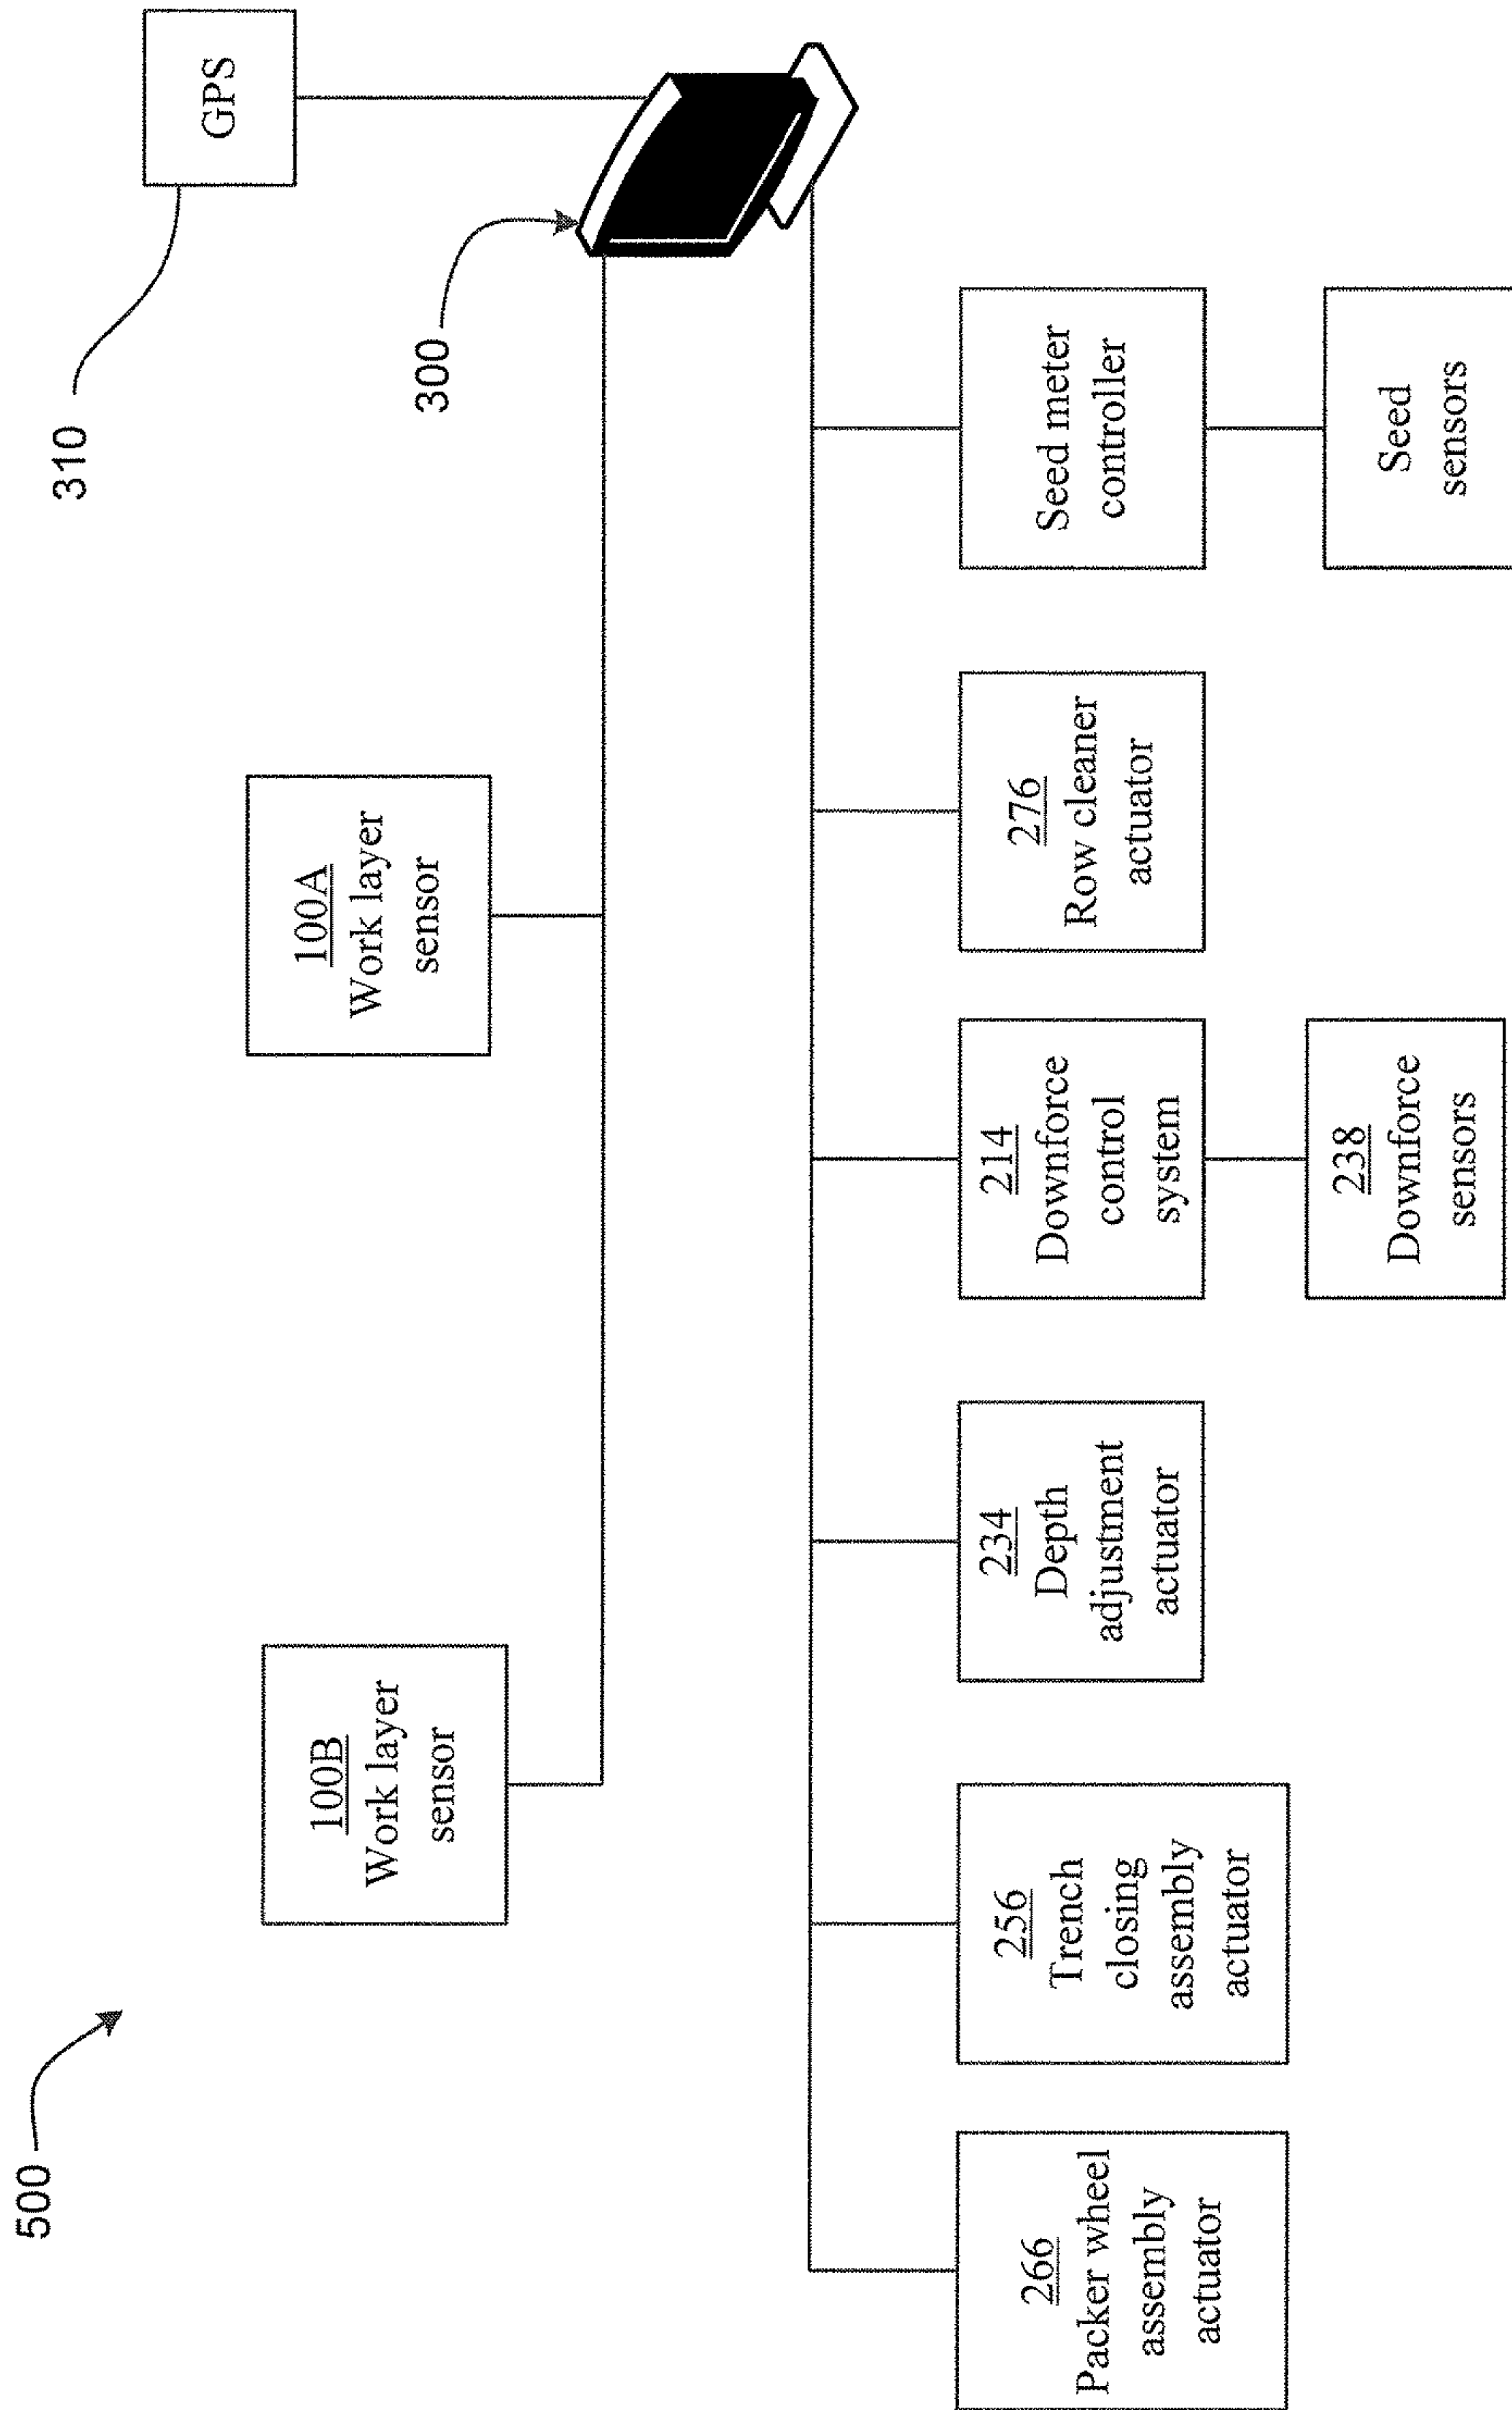 500
310
GPS
300
100B
Work layer
sensor
100A
Work layer
sensor
266
Packer wheel
assembly
actuator
256
Trench
closing
assembly
actuator
234
Depth
adjustment
actuator
214
Downforce
control
system
276
Row cleaner
actuator
Seed meter
controller
238
Downforce
sensors
Seed
sensors